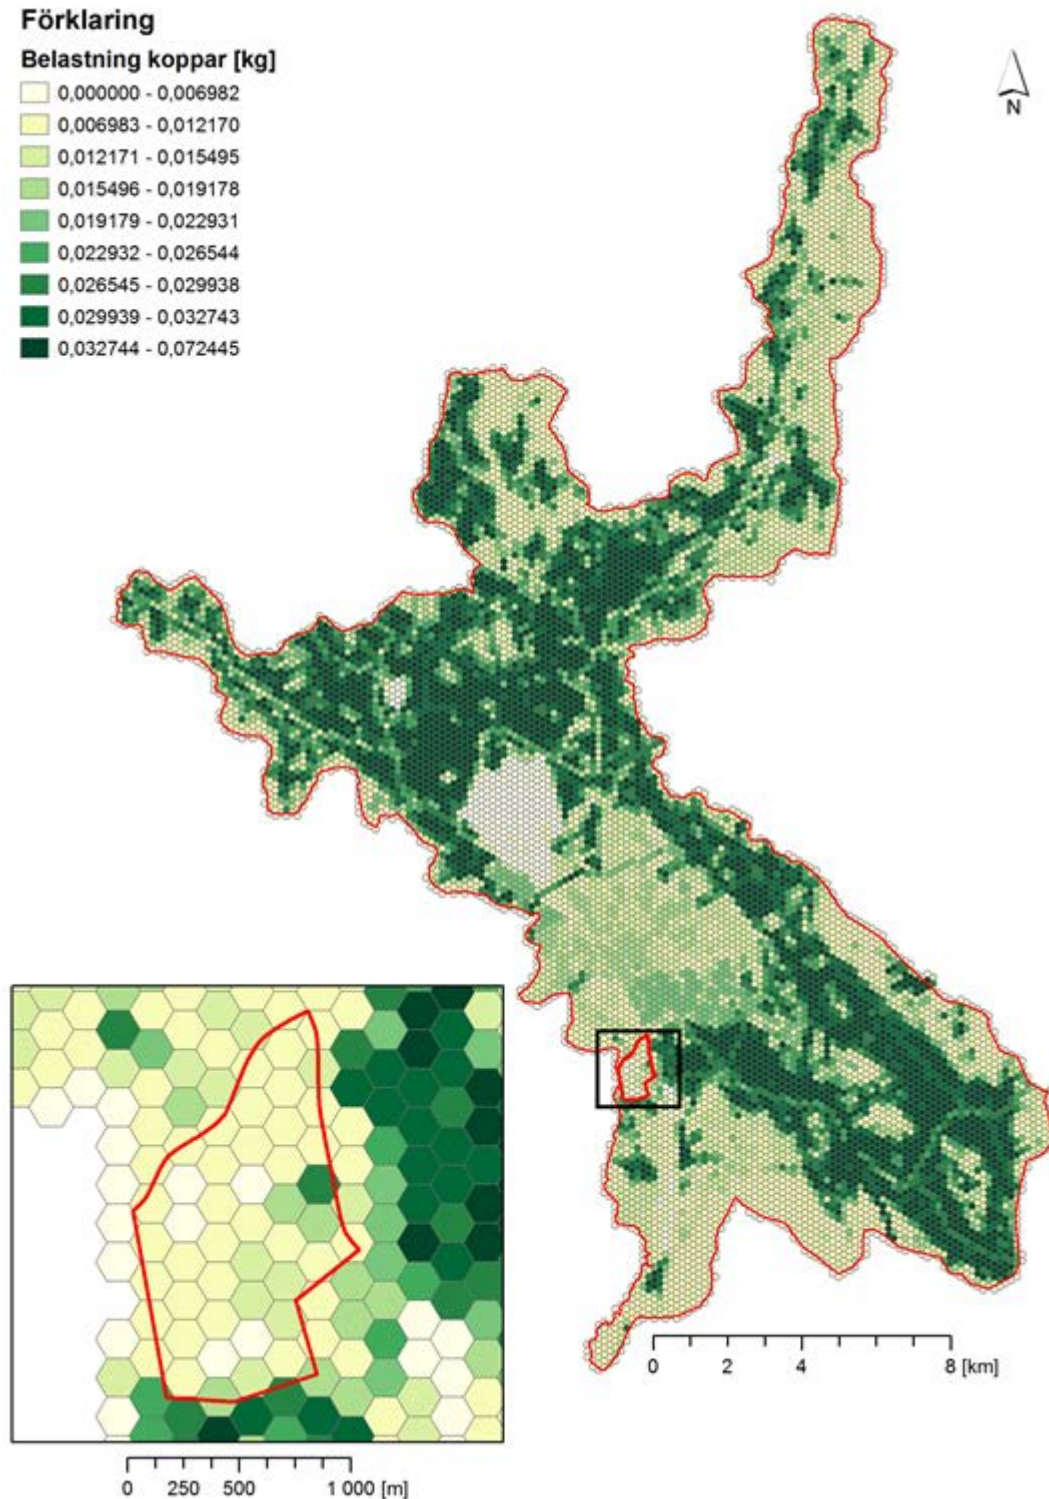 Förklaring
Belastning koppar [kg]
0,000000 - 0,006982
0,006983 - 0,012170
0,012171 - 0,015495
0,015496 - 0,019178
0,019179 - 0,022931
0,022932 - 0,026544
0,026545 - 0,029938
0,029939 - 0,032743
0,032744 - 0,072445
N
0 2 4 8 [km]
0 250 500 1 000 [m]